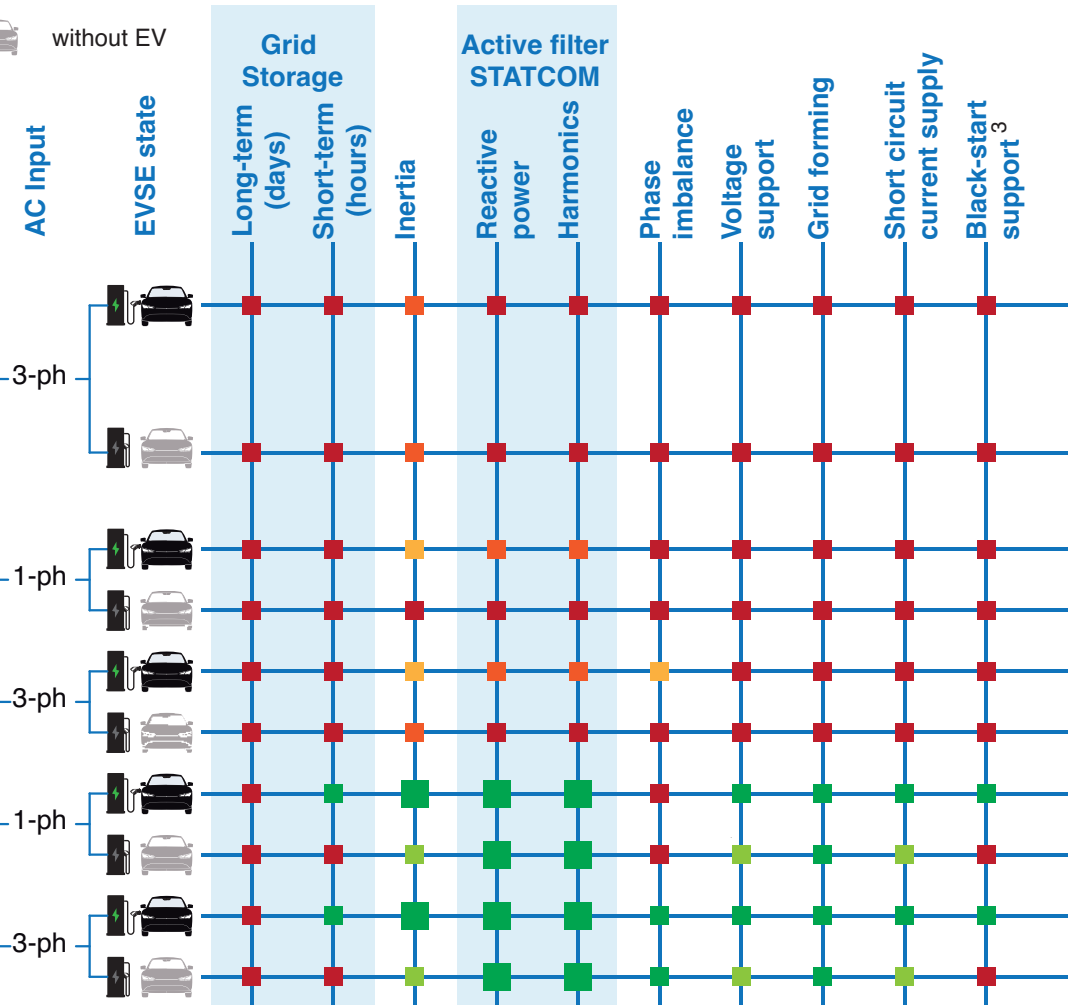 without EV
Grid
Storage
Active filter
STATCOM
AC Input
EVSE state
Long-term
(days)
Short-term
(hours)
Inertia
Reactive
power
Harmonics
Phase
imbalance
Voltage
support
Grid forming
Short circuit
current supply
Black-start
support³
3-ph
1-ph
3-ph
1-ph
3-ph